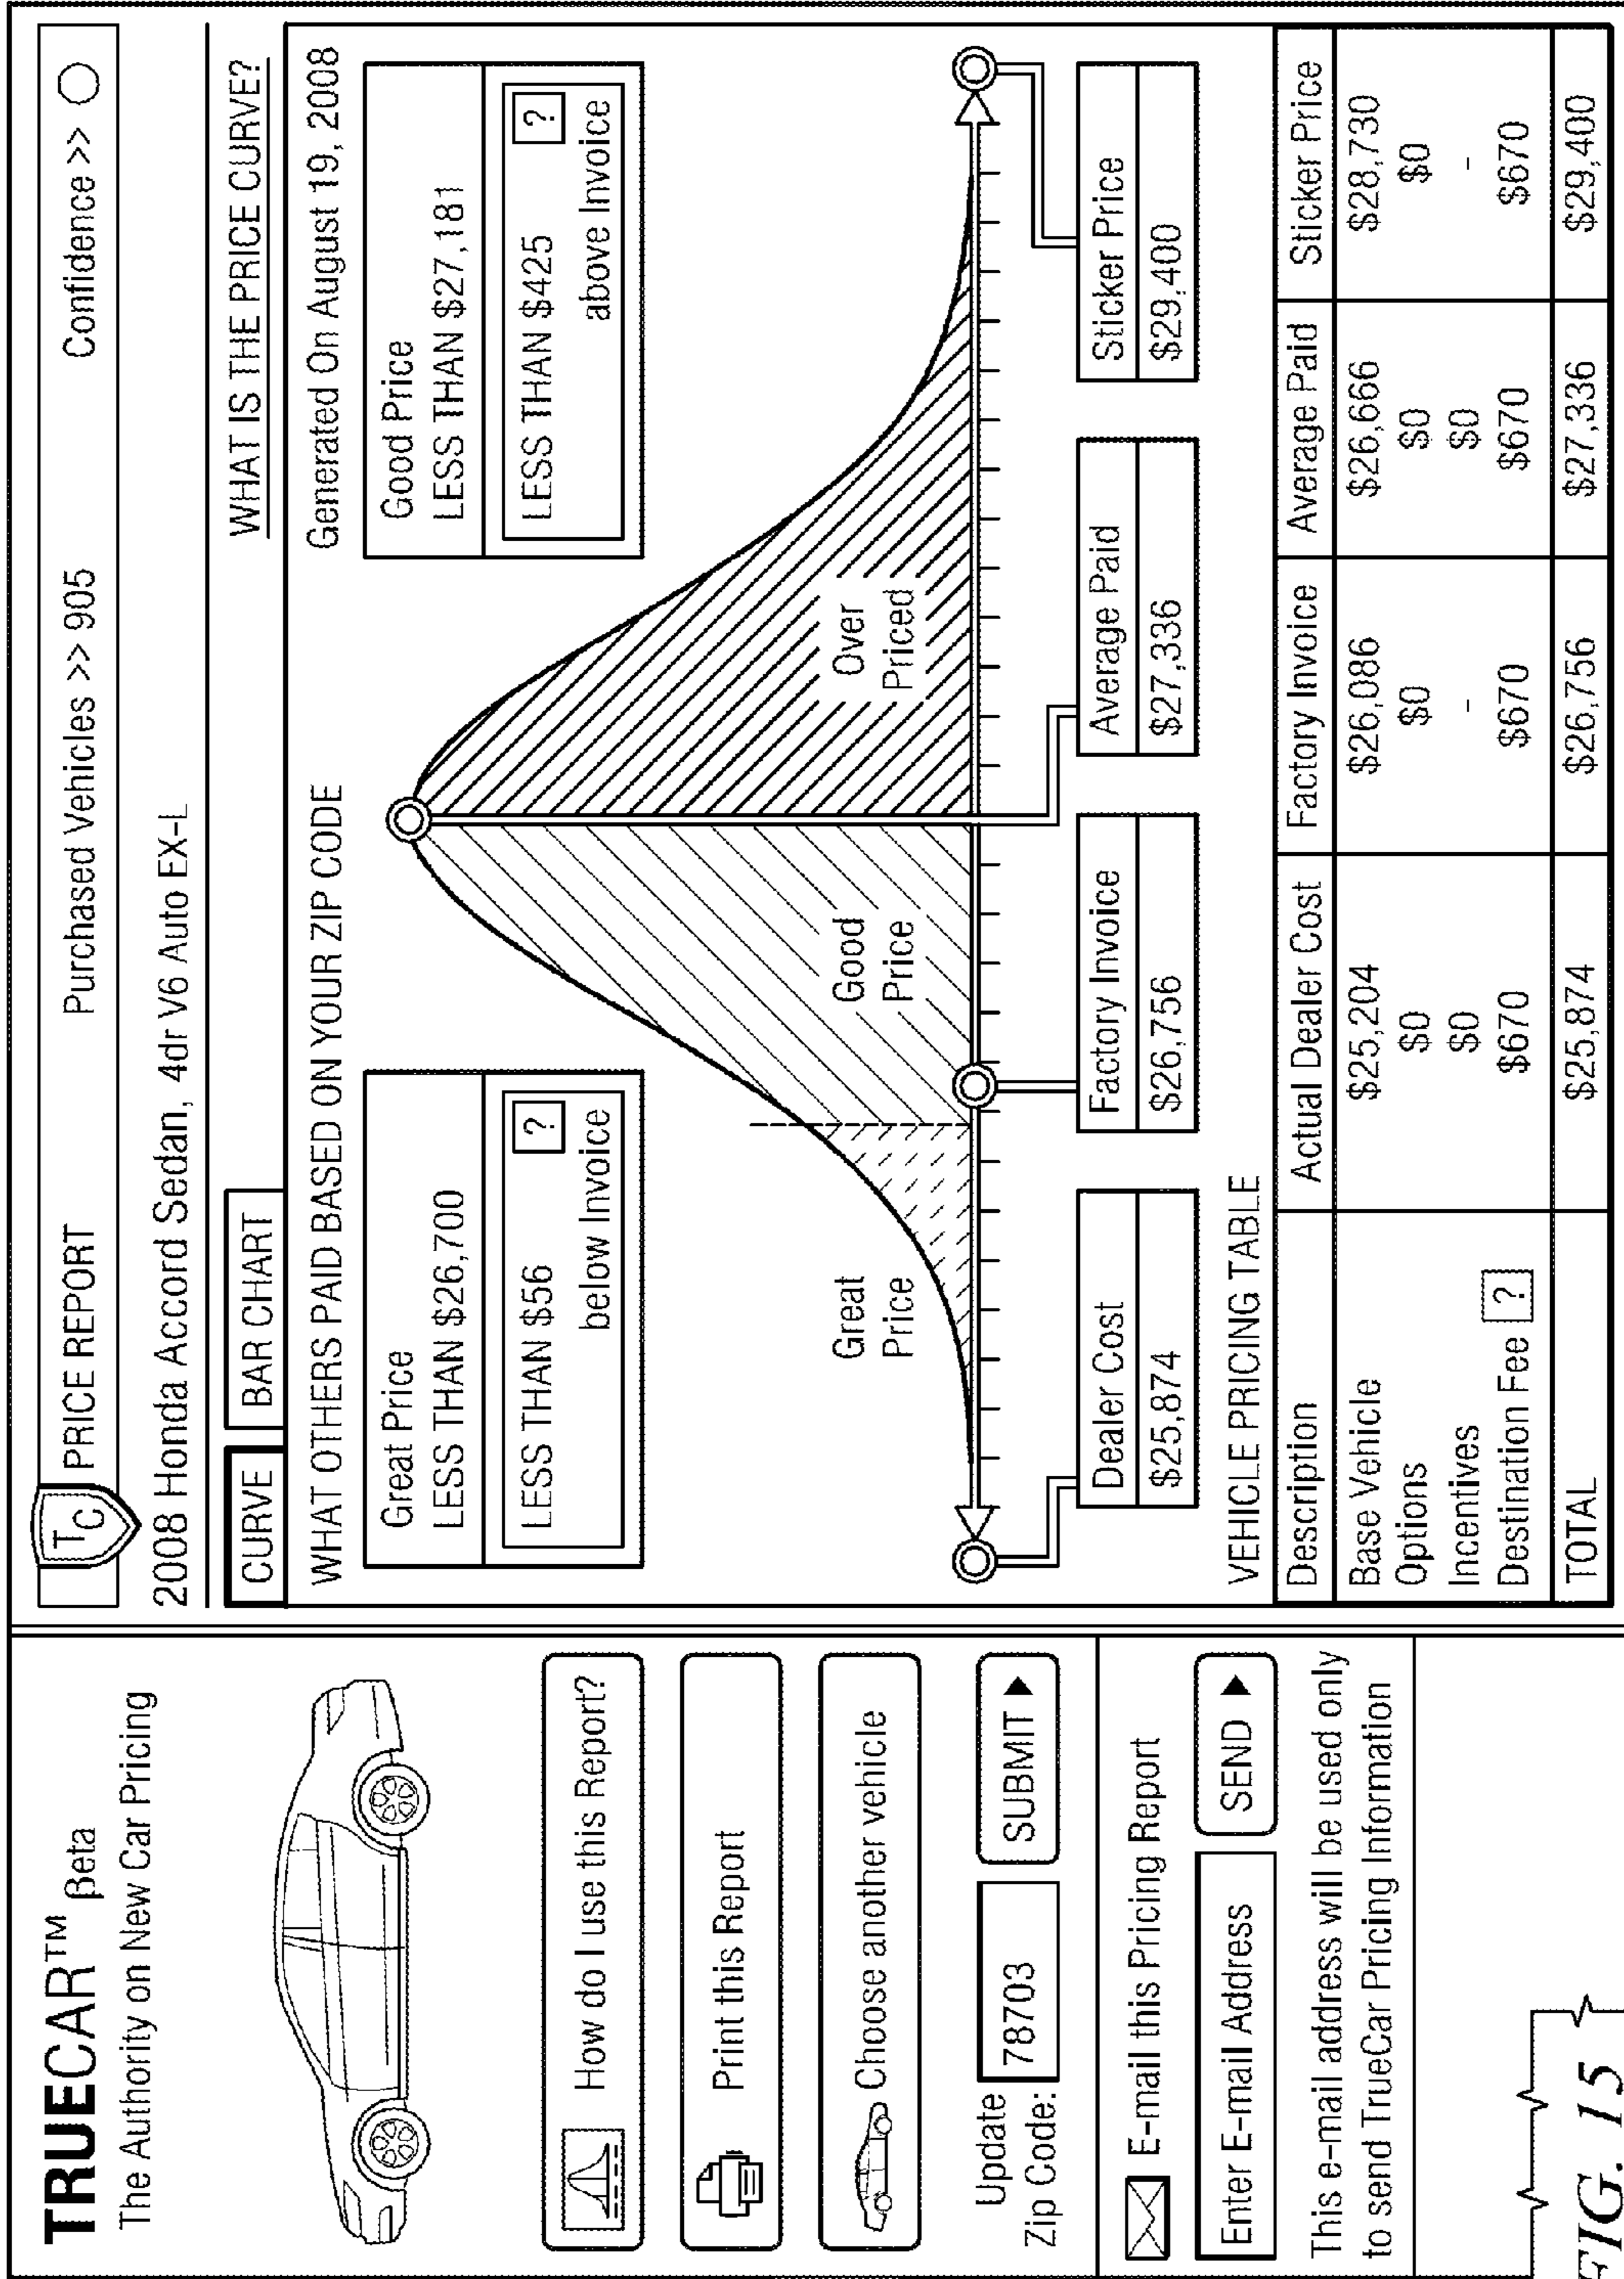 TRUECAR™ βeta
The Authority on New Car Pricing
How do I use this Report?
Print this Report
Choose another vehicle
Update
Zip Code:
78703
SUBMIT ▶
E-mail this Pricing Report
Enter E-mail Address
SEND ▶
This e-mail address will be used only
to send TrueCar Pricing Information
FIG. 15
TC PRICE REPORT Purchased Vehicles >> 905 Confidence >>
2008 Honda Accord Sedan, 4dr V6 Auto EX-L
CURVE BAR CHART WHAT IS THE PRICE CURVE?
WHAT OTHERS PAID BASED ON YOUR ZIP CODE Generated On August 19, 2008
Great Price
LESS THAN $26,700
LESS THAN $56 ?
below Invoice
Good Price
LESS THAN $27,181
LESS THAN $425 ?
above Invoice
Great
Price
Good
Price
Over
Priced
Dealer Cost
$25,874
Factory Invoice
$26,756
Average Paid
$27,336
Sticker Price
$29,400
VEHICLE PRICING TABLE
Description Actual Dealer Cost Factory Invoice Average Paid Sticker Price
Base Vehicle $25,204 $26,086 $26,666 $28,730
Options $0 $0 $0 $0
Incentives $0 - $0 -
Destination Fee ? $670 $670 $670 $670
TOTAL $25,874 $26,756 $27,336 $29,400